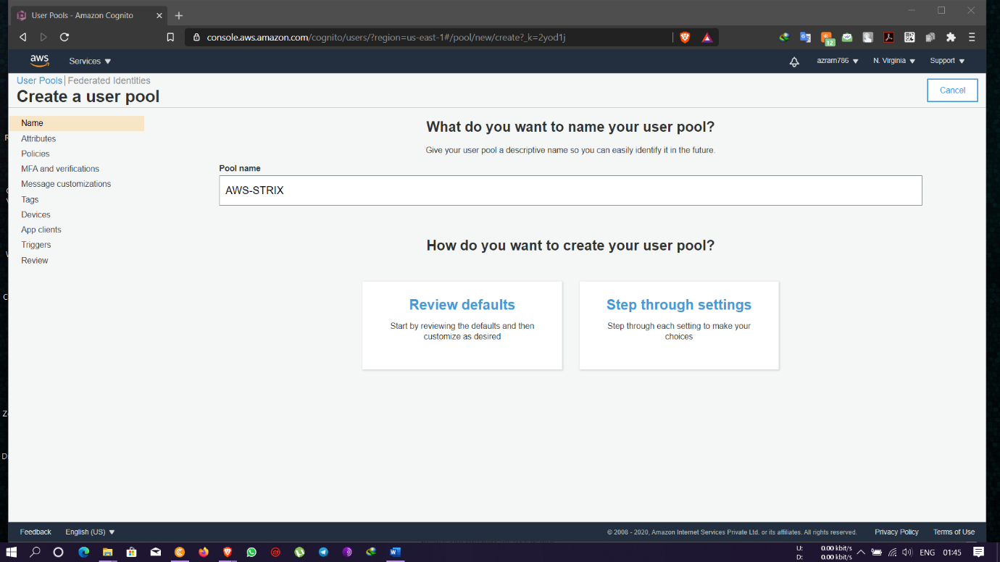 User Pools - Amazon Cognito
console.aws.amazon.com/cognito/users/?region=us-east-1#/pool/new/create?_k=2yod1j
12
aws Services azram786 N. Virginia Support
User Pools | Federated Identities
Create a user pool
Cancel
Name
Attributes
Policies
MFA and verifications
Message customizations
Tags
Devices
App clients
Triggers
Review
What do you want to name your user pool?
Give your user pool a descriptive name so you can easily identify it in the future.
Pool name
AWS-STRIX
How do you want to create your user pool?
Review defaults
Start by reviewing the defaults and then
customize as desired
Step through settings
Step through each setting to make your
choices
Feedback English (US) © 2008 - 2020, Amazon Internet Services Private Ltd. or its affiliates. All rights reserved. Privacy Policy Terms of Use
U: 0.00 kbit/s
D: 0.00 kbit/s
ENG 01:45